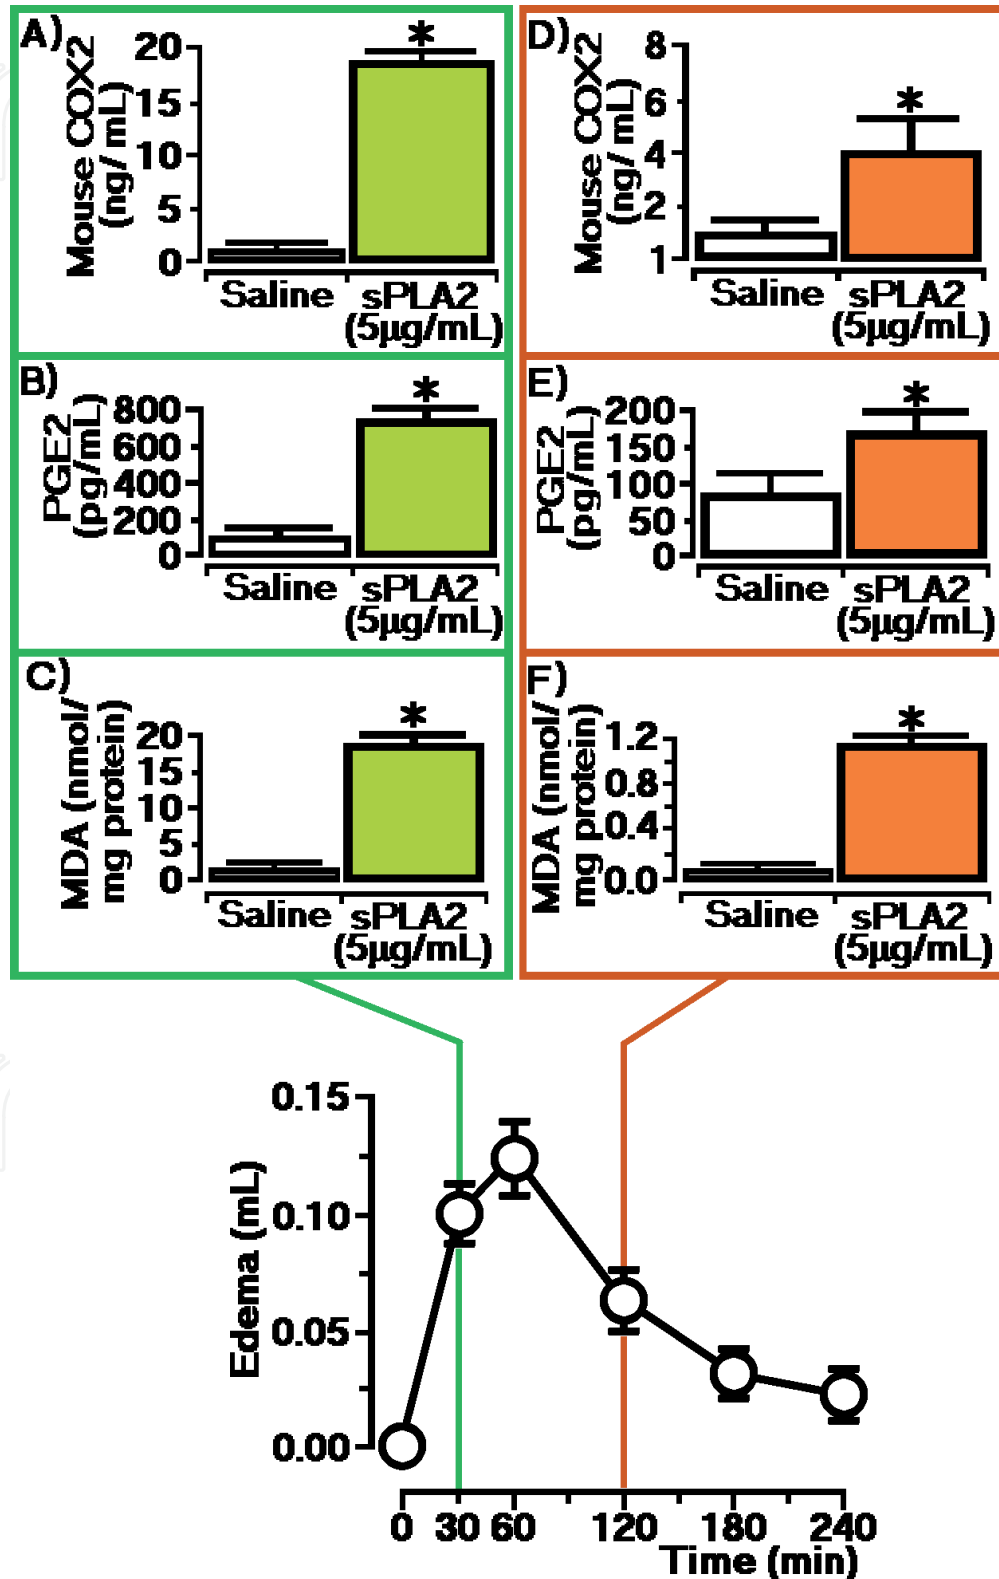 A)
Mouse COX2
(ng/ mL)
20
15
10
5
0
*
Saline
sPLA2
(5µg/mL)
D)
Mouse COX2
(ng/ mL)
8
6
4
2
1
*
Saline
sPLA2
(5µg/mL)
B)
PGE2
(pg/mL)
800
600
400
200
0
*
Saline
sPLA2
(5µg/mL)
E)
PGE2
(pg/mL)
200
150
100
50
0
*
Saline
sPLA2
(5µg/mL)
C)
MDA (nmol/
mg protein)
20
15
10
5
0
*
Saline
sPLA2
(5µg/mL)
F)
MDA (nmol/
mg protein)
1.2
0.8
0.4
0.0
*
Saline
sPLA2
(5µg/mL)
Edema (mL)
0.15
0.10
0.05
0.00
0 30 60 120 180 240
Time (min)